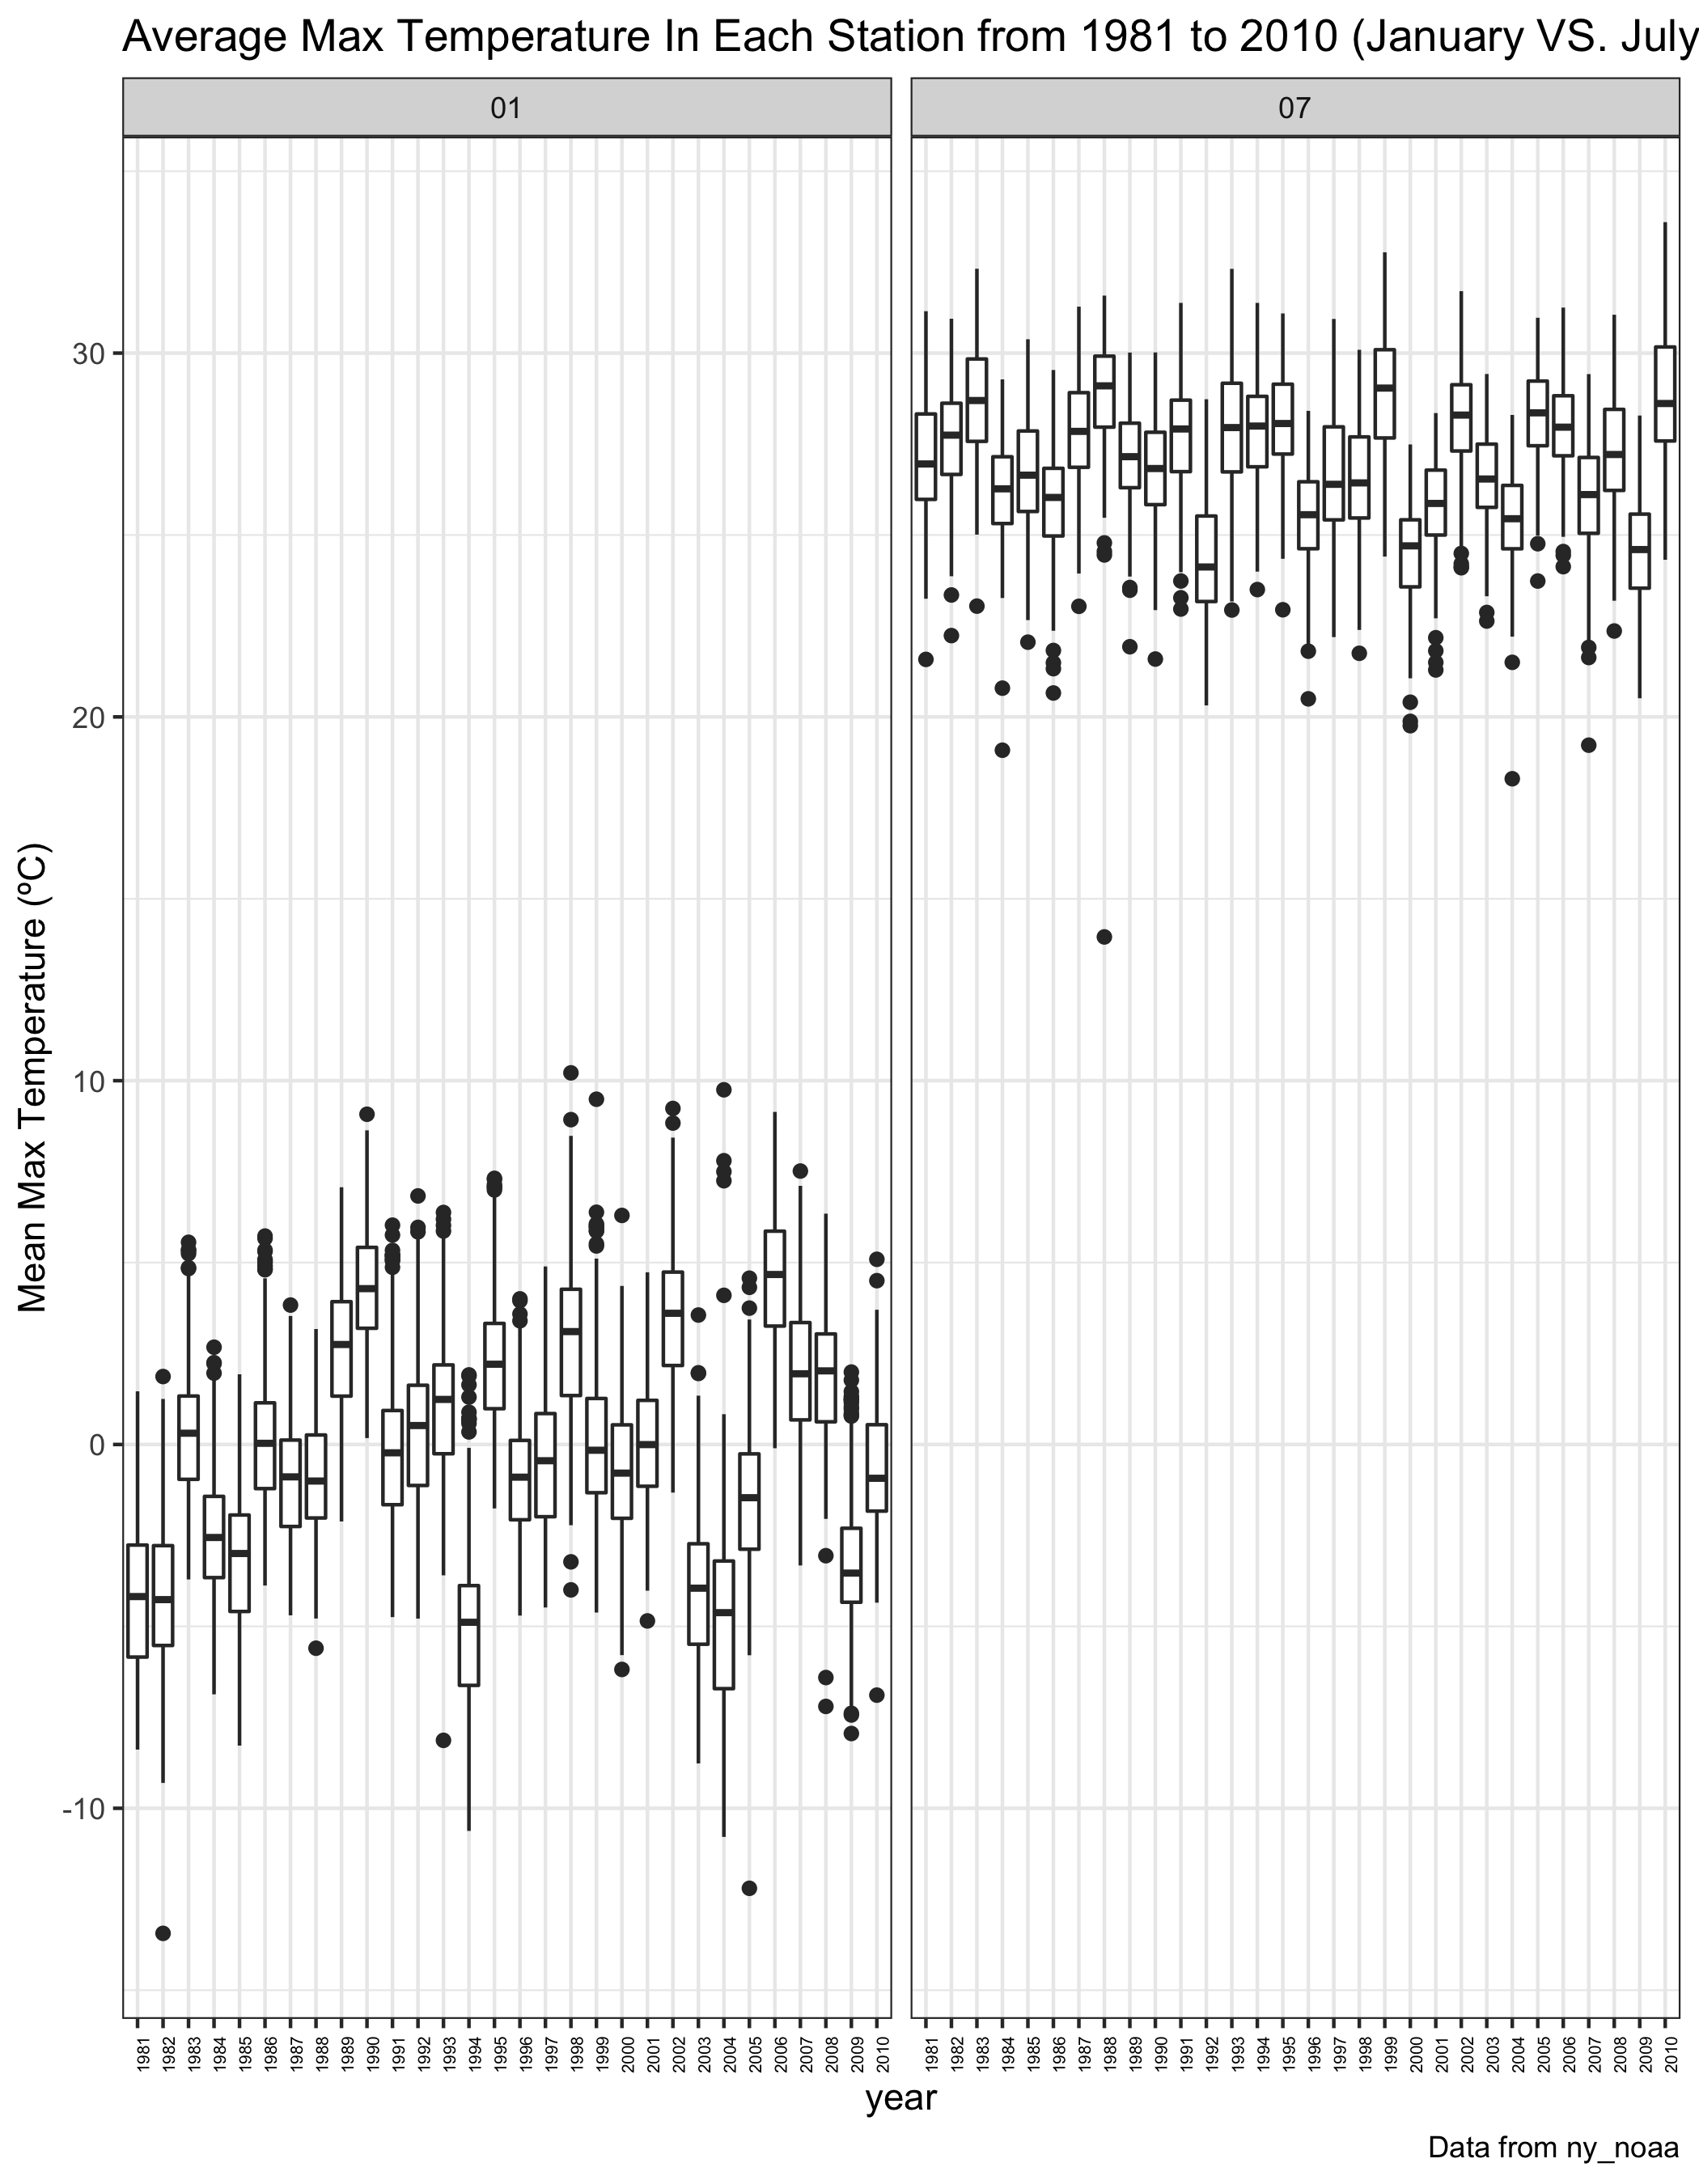 Average Max Temperature In Each Station from 1981 to 2010 (January VS. July
01 07
Mean Max Temperature (ºC)
30
20
10
0
-10
1981 1982 1983 1984 1985 1986 1987 1988 1989 1990 1991 1992 1993 1994 1995 1996 1997 1998 1999 2000 2001 2002 2003 2004 2005 2006 2007 2008 2009 2010 1981 1982 1983 1984 1985 1986 1987 1988 1989 1990 1991 1992 1993 1994 1995 1996 1997 1998 1999 2000 2001 2002 2003 2004 2005 2006 2007 2008 2009 2010
year
Data from ny_noaa